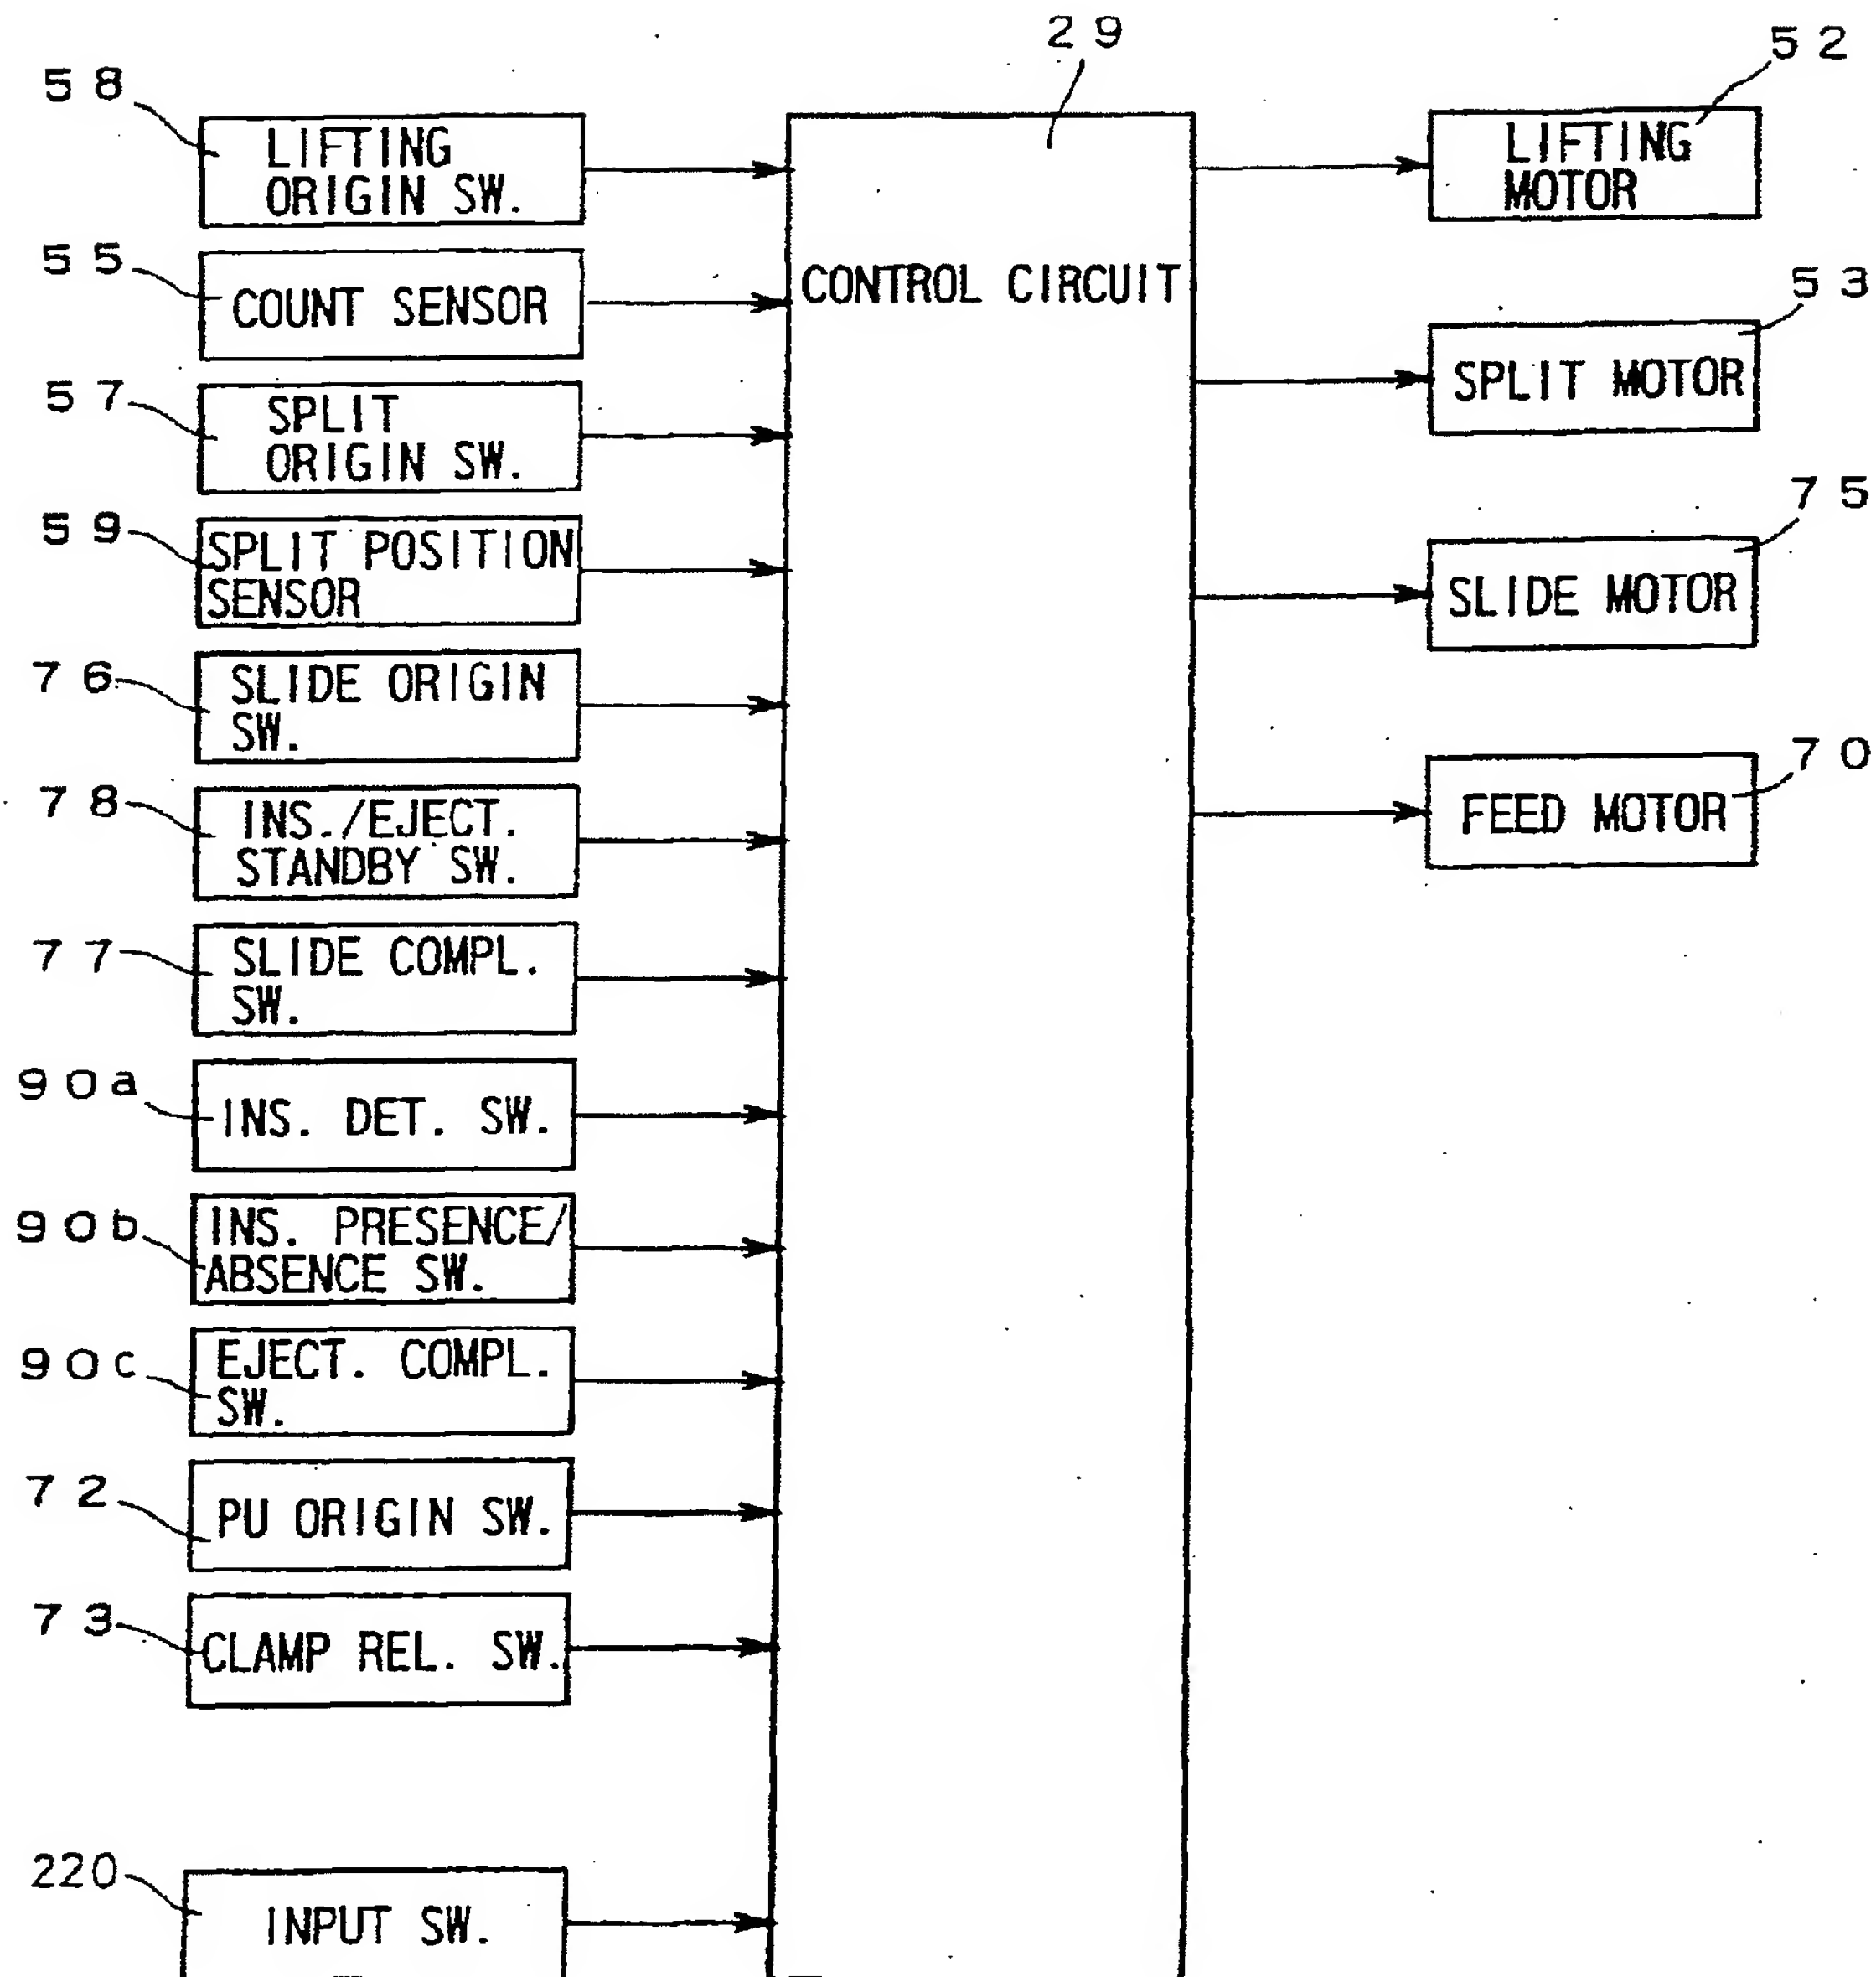 29
52
58
LIFTING
ORIGIN SW.
LIFTING
MOTOR
55
COUNT SENSOR
CONTROL CIRCUIT
53
SPLIT MOTOR
57
SPLIT
ORIGIN SW.
59
SPLIT POSITION
SENSOR
75
SLIDE MOTOR
76
SLIDE ORIGIN
SW.
70
FEED MOTOR
78
INS./EJECT.
STANDBY SW.
77
SLIDE COMPL.
SW.
90a
INS. DET. SW.
90b
INS. PRESENCE/
ABSENCE SW.
90c
EJECT. COMPL.
SW.
72
PU ORIGIN SW.
73
CLAMP REL. SW.
220
INPUT SW.